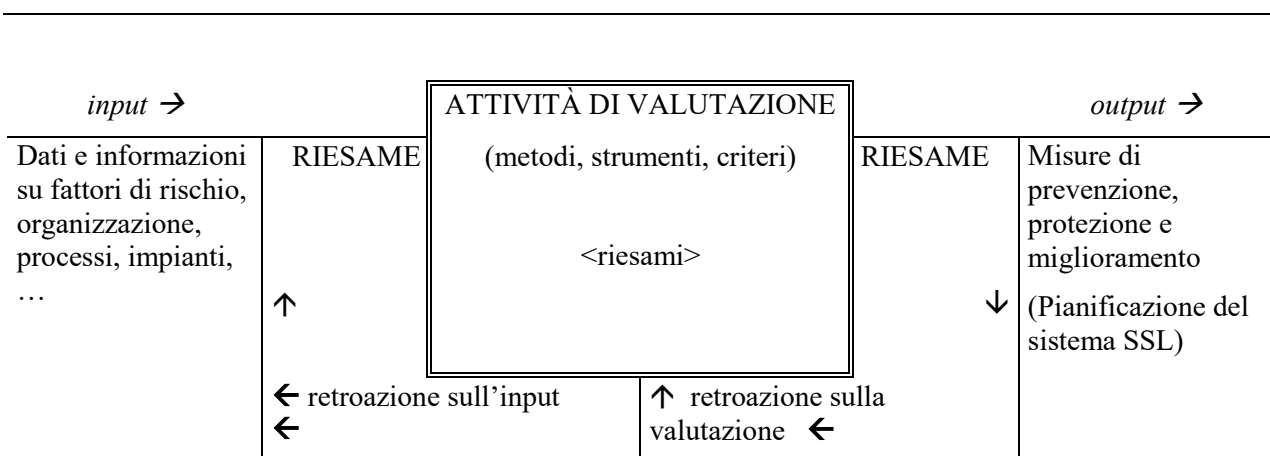 input →
ATTIVITÀ DI VALUTAZIONE
output →
Dati e informazioni
su fattori di rischio,
organizzazione,
processi, impianti,
…
RIESAME
↑
(metodi, strumenti, criteri)
<riesami>
RIESAME
↓
Misure di
prevenzione,
protezione e
miglioramento
(Pianificazione del
sistema SSL)
← retroazione sull’input
←
↑ retroazione sulla
valutazione ←